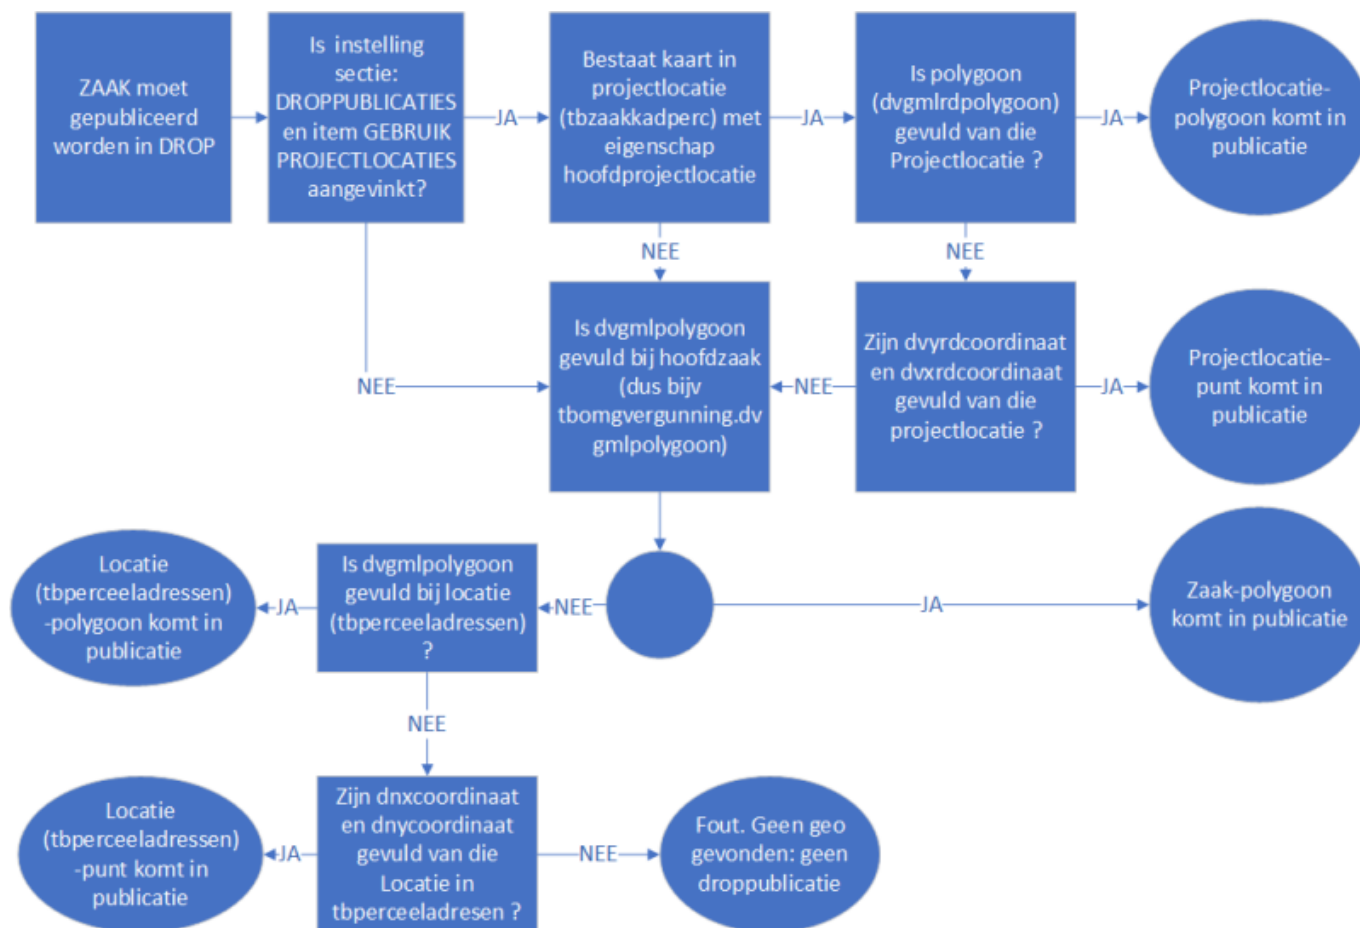 ZAAK moet
gepubliceerd
worden in DROP
Is instelling
sectie:
DROPPUBLICATIES
en item GEBRUIK
PROJECTLOCATIES
aangevinkt?
JA
Bestaat kaart in
projectlocatie
(tbzaakkadperc) met
eigenschap
hoofdprojectlocatie
JA
Is polygoon
(dvgmlrdpolygoon)
gevuld van die
Projectlocatie ?
JA
Projectlocatie-
polygoon komt in
publicatie
NEE
NEE
NEE
Is dvgmlpolygoon
gevuld bij hoofdzaak
(dus bijv
tbomgvergunning.dv
gmlpolygoon)
NEE
Zijn dvyrdcoordinaat
en dvxrdcoordinaat
gevuld van die
projectlocatie ?
JA
Projectlocatie-
punt komt in
publicatie
Locatie
(tbperceeladressen)
-polygoon komt in
publicatie
JA
Is dvgmlpolygoon
gevuld bij locatie
(tbperceeladressen)
?
NEE
JA
Zaak-polygoon
komt in publicatie
NEE
Locatie
(tbperceeladressen)
-punt komt in
publicatie
JA
Zijn dnxcoordinaat
en dnycoordinaat
gevuld van die
Locatie in
tbperceeladresen ?
NEE
Fout. Geen geo
gevonden: geen
droppublicatie